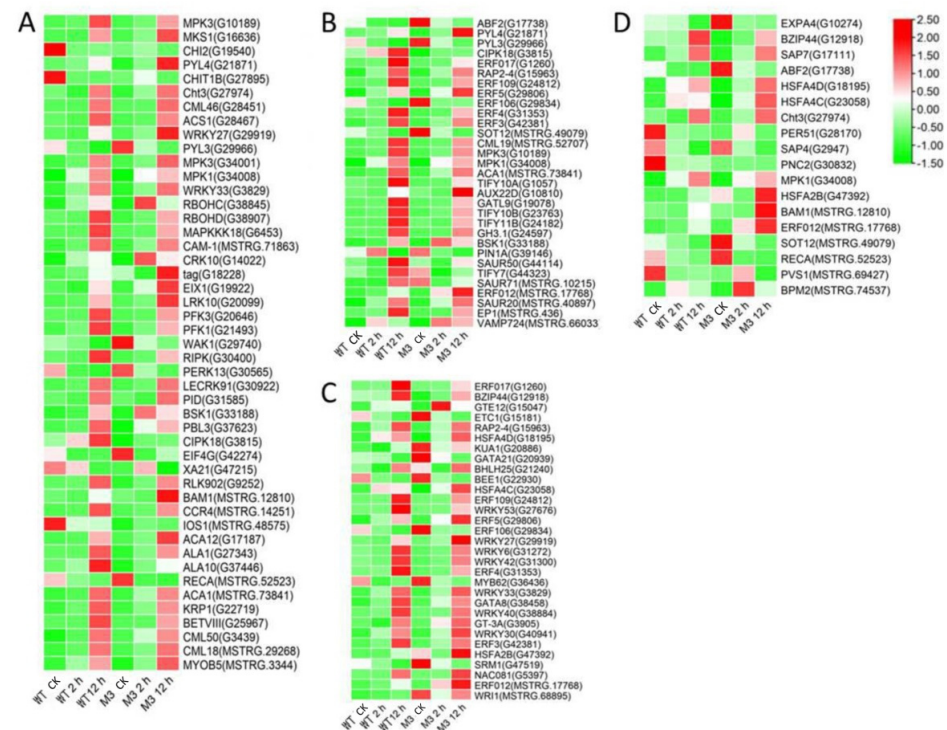 A
MPK3(G10189)
MKS1(G16636)
CHI2(G19540)
PYL4(G21871)
CHIT1B(G27895)
Cht3(G27974)
CML46(G28451)
ACS1(G28467)
WRKY27(G29919)
PYL3(G29966)
MPK3(G34001)
MPK1(G34008)
WRKY33(G3829)
RBOHC(G38845)
RBOHD(G38907)
MAPKKK18(G6453)
CAM-1(MSTRG.71863)
CRK10(G14022)
tag(G18228)
EIX1(G19922)
LRK10(G20099)
PFK3(G20646)
PFK1(G21493)
WAK1(G29740)
RIPK(G30400)
PERK13(G30565)
LECRK91(G30922)
PID(G31585)
BSK1(G33188)
PBL3(G37623)
CIPK18(G3815)
EIF4G(G42274)
XA21(G47215)
RLK902(G9252)
BAM1(MSTRG.12810)
CCR4(MSTRG.14251)
IOS1(MSTRG.48575)
ACA12(G17187)
ALA1(G27343)
ALA10(G37446)
RECA(MSTRG.52523)
ACA1(MSTRG.73841)
KRP1(G22719)
BETVIII(G25967)
CML50(G3439)
CML18(MSTRG.29268)
MYOB5(MSTRG.3344)
WT CK
WT 2 h
WT 12 h
M3 CK
M3 2 h
M3 12 h
B
ABF2(G17738)
PYL4(G21871)
PYL3(G29966)
CIPK18(G3815)
ERF017(G1260)
RAP2-4(G15963)
ERF109(G24812)
ERF5(G29806)
ERF106(G29834)
ERF4(G31353)
ERF3(G42381)
SOT12(MSTRG.49079)
CML19(MSTRG.52707)
MPK3(G10189)
MPK1(G34008)
ACA1(MSTRG.73841)
TIFY10A(G1057)
AUX22D(G10810)
GATL9(G19078)
TIFY10B(G23763)
TIFY11B(G24182)
GH3.1(G24597)
BSK1(G33188)
PIN1A(G39146)
SAUR50(G44114)
TIFY7(G44323)
SAUR71(MSTRG.10215)
ERF012(MSTRG.17768)
SAUR20(MSTRG.40897)
EP1(MSTRG.436)
VAMP724(MSTRG.66033
WT CK
WT 2 h
WT 12 h
M3 CK
M3 2 h
M3 12 h
C
ERF017(G1260)
BZIP44(G12918)
GTE12(G15047)
ETC1(G15181)
RAP2-4(G15963)
HSFA4D(G18195)
KUA1(G20886)
GATA21(G20939)
BHLH25(G21240)
BEE1(G22930)
HSFA4C(G23058)
ERF109(G24812)
WRKY53(G27676)
ERF5(G29806)
ERF106(G29834)
WRKY27(G29919)
WRKY6(G31272)
WRKY42(G31300)
ERF4(G31353)
MYB62(G36436)
WRKY33(G3829)
GATA8(G38458)
WRKY40(G38884)
GT-3A(G3905)
WRKY30(G40941)
ERF3(G42381)
HSFA2B(G47392)
SRM1(G47519)
NAC081(G5397)
ERF012(MSTRG.17768)
WRI1(MSTRG.68895)
WT CK
WT 2 h
WT 12 h
M3 CK
M3 2 h
M3 12 h
D
EXPA4(G10274)
BZIP44(G12918)
SAP7(G17111)
ABF2(G17738)
HSFA4D(G18195)
HSFA4C(G23058)
Cht3(G27974)
PER51(G28170)
SAP4(G2947)
PNC2(G30832)
MPK1(G34008)
HSFA2B(G47392)
BAM1(MSTRG.12810)
ERF012(MSTRG.17768)
SOT12(MSTRG.49079)
RECA(MSTRG.52523)
PVS1(MSTRG.69427)
BPM2(MSTRG.74537)
WT CK
WT 2 h
WT 12 h
M3 CK
M3 2 h
M3 12 h
2.50
2.00
1.50
1.00
0.50
0.00
-0.50
-1.00
-1.50